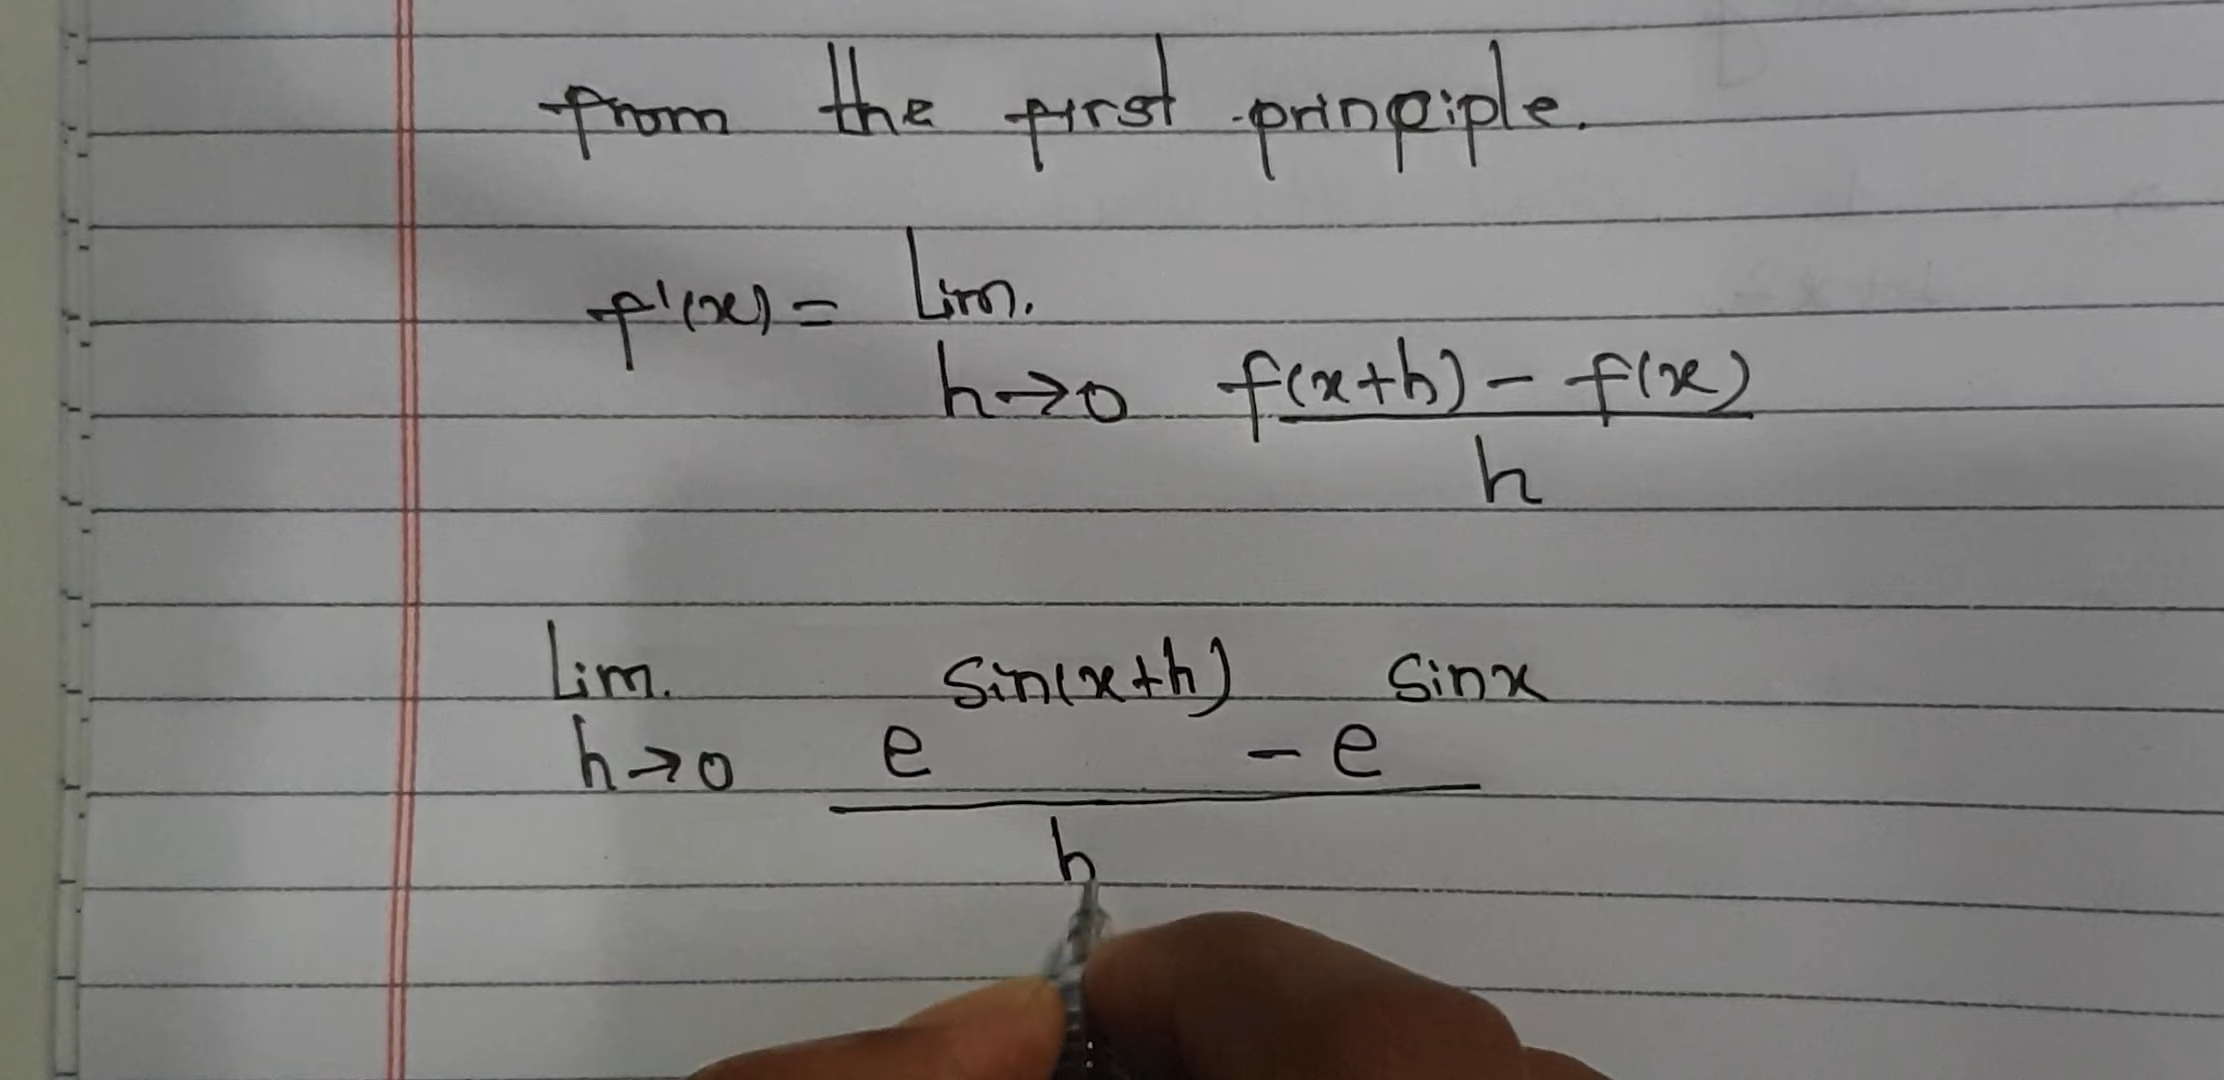 from the first principle.
f'(x) = Lim.
h→0 f(x+h) - f(x)
h
Lim. sin(x+h) sinx
h→0 e - e
h